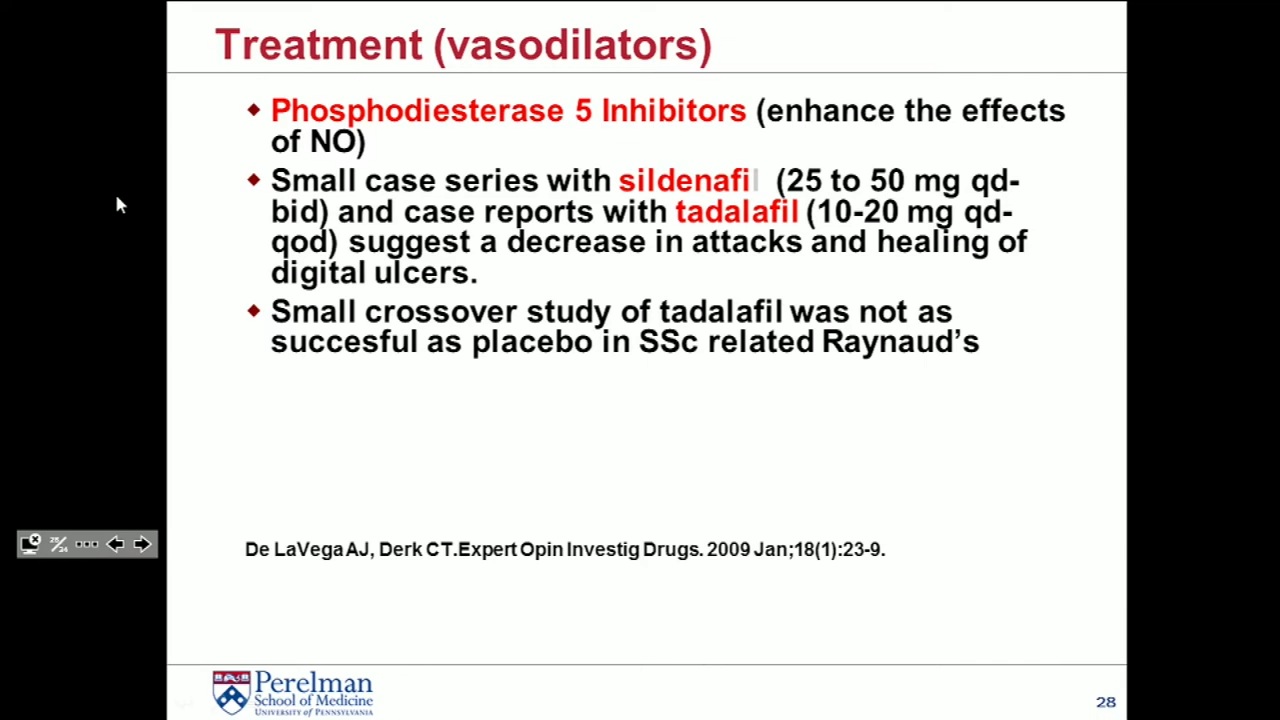 Treatment (vasodilators)
Phosphodiesterase 5 Inhibitors (enhance the effects
of NO)
Small case series with sildenafil (25 to 50 mg qd-
bid) and case reports with tadalafil (10-20 mg qd-
qod) suggest a decrease in attacks and healing of
digital ulcers.
Small crossover study of tadalafil was not as
succesful as placebo in SSc related Raynaud's
De LaVega AJ, Derk CT.Expert Opin Investig Drugs. 2009 Jan;18(1):23-9.
Perelman
School of Medicine
University of Pennsylvania
28